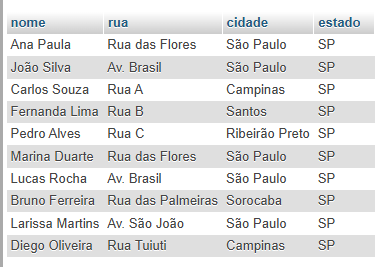 nome rua cidade estado
Ana Paula Rua das Flores São Paulo SP
João Silva Av. Brasil São Paulo SP
Carlos Souza Rua A Campinas SP
Fernanda Lima Rua B Santos SP
Pedro Alves Rua C Ribeirão Preto SP
Marina Duarte Rua das Flores São Paulo SP
Lucas Rocha Av. Brasil São Paulo SP
Bruno Ferreira Rua das Palmeiras Sorocaba SP
Larissa Martins Av. São João São Paulo SP
Diego Oliveira Rua Tuiuti Campinas SP